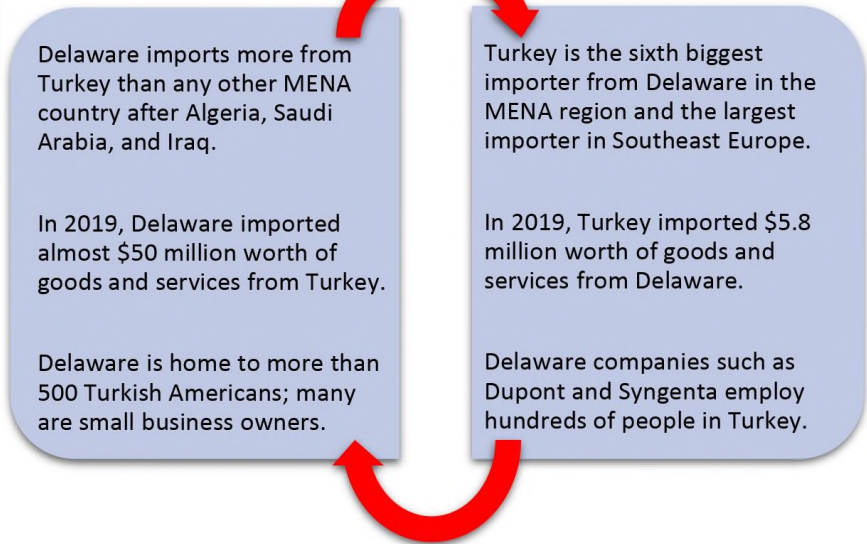 Delaware imports more from
Turkey than any other MENA
country after Algeria, Saudi
Arabia, and Iraq.
In 2019, Delaware imported
almost $50 million worth of
goods and services from Turkey.
Delaware is home to more than
500 Turkish Americans; many
are small business owners.
Turkey is the sixth biggest
importer from Delaware in the
MENA region and the largest
importer in Southeast Europe.
In 2019, Turkey imported $5.8
million worth of goods and
services from Delaware.
Delaware companies such as
Dupont and Syngenta employ
hundreds of people in Turkey.